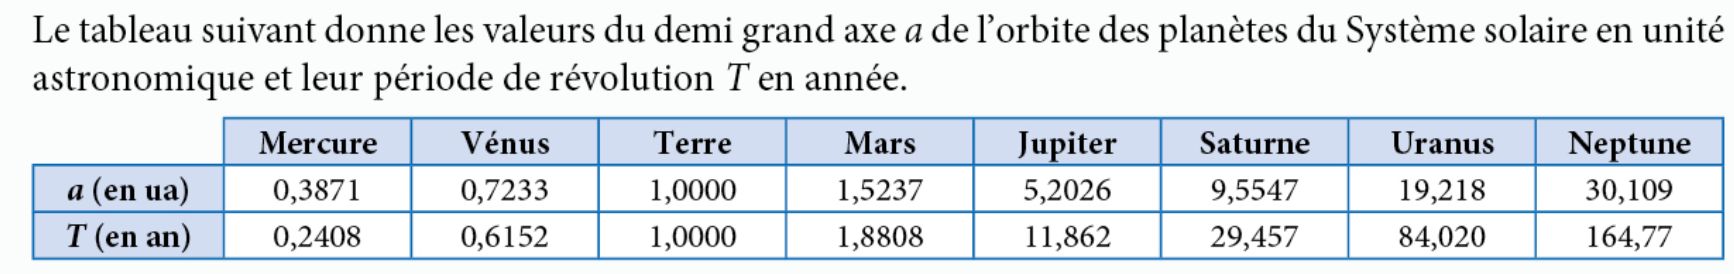 Le tableau suivant donne les valeurs du demi grand axe a de l’orbite des planètes du Système solaire en unité
astronomique et leur période de révolution T en année.
Mercure Vénus Terre Mars Jupiter Saturne Uranus Neptune
a (en ua) 0,3871 0,7233 1,0000 1,5237 5,2026 9,5547 19,218 30,109
T (en an) 0,2408 0,6152 1,0000 1,8808 11,862 29,457 84,020 164,77